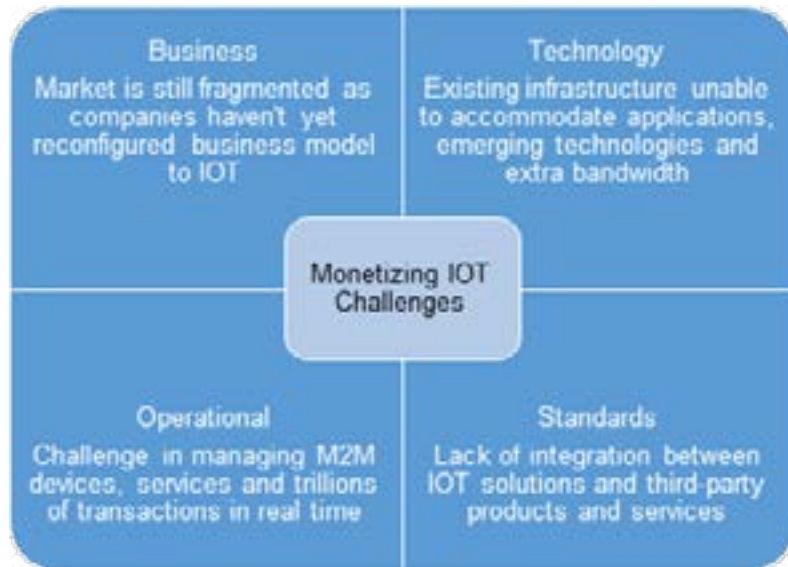 Business
Market is still fragmented as
companies haven't yet
reconfigured business model
to IOT
Technology
Existing infrastructure unable
to accommodate applications,
emerging technologies and
extra bandwidth
Monetizing IOT
Challenges
Operational
Challenge in managing M2M
devices, services and trillions
of transactions in real time
Standards
Lack of integration between
IOT solutions and third-party
products and services